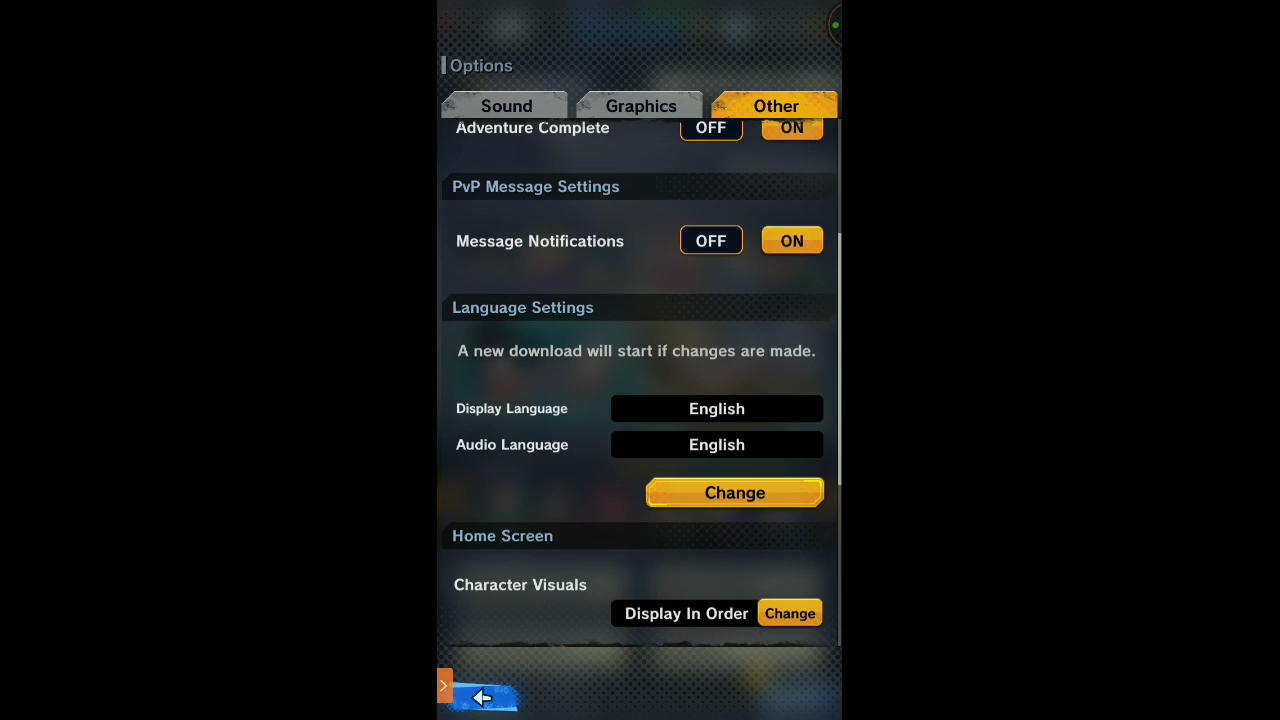 Options
Sound Graphics Other
Adventure Complete OFF ON
PvP Message Settings
Message Notifications OFF ON
Language Settings
A new download will start if changes are made.
Display Language English
Audio Language English
Change
Home Screen
Character Visuals
Display In Order Change